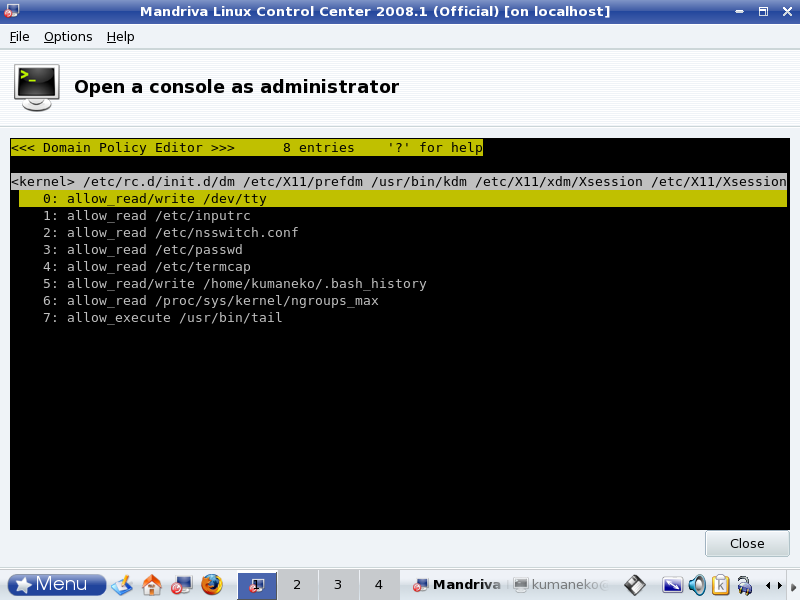 Mandriva Linux Control Center 2008.1 (Official) [on localhost]
File Options Help
>_
Open a console as administrator
<<< Domain Policy Editor >>>      8 entries    '?' for help
<kernel> /etc/rc.d/init.d/dm /etc/X11/prefdm /usr/bin/kdm /etc/X11/xdm/Xsession /etc/X11/Xsession
0: allow_read/write /dev/tty
1: allow_read /etc/inputrc
2: allow_read /etc/nsswitch.conf
3: allow_read /etc/passwd
4: allow_read /etc/termcap
5: allow_read/write /home/kumaneko/.bash_history
6: allow_read /proc/sys/kernel/ngroups_max
7: allow_execute /usr/bin/tail
Close
Menu 1 2 3 4 Mandriva kumaneko@ k